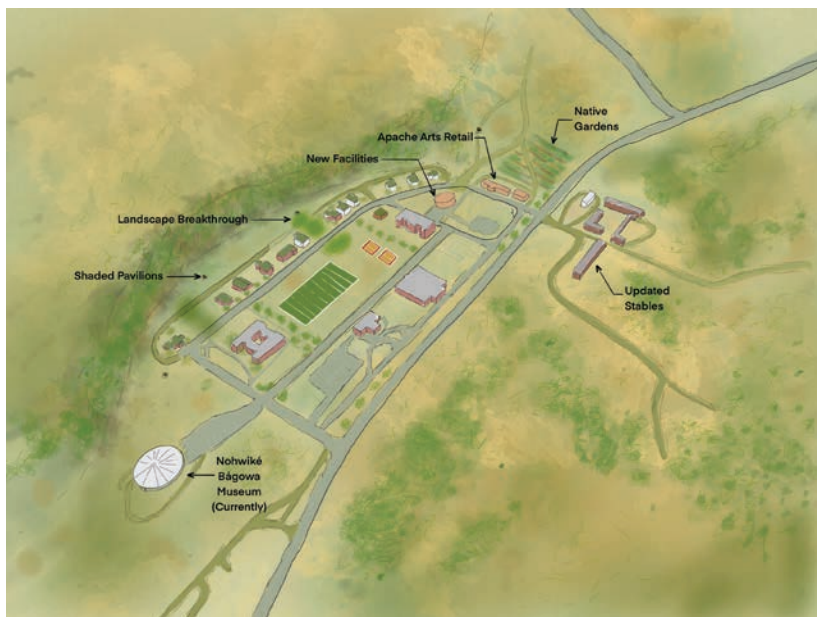 Native
Gardens
Apache Arts Retail
New Facilities
Landscape Breakthrough
Shaded Pavilions
Updated
Stables
Nohwiké
Bágowa
Museum
(Currently)